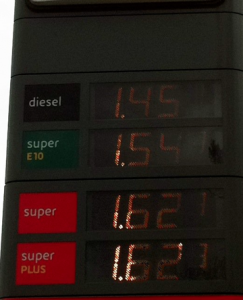 diesel 1.45
super E10 1.54
super 1.62
super PLUS 1.62